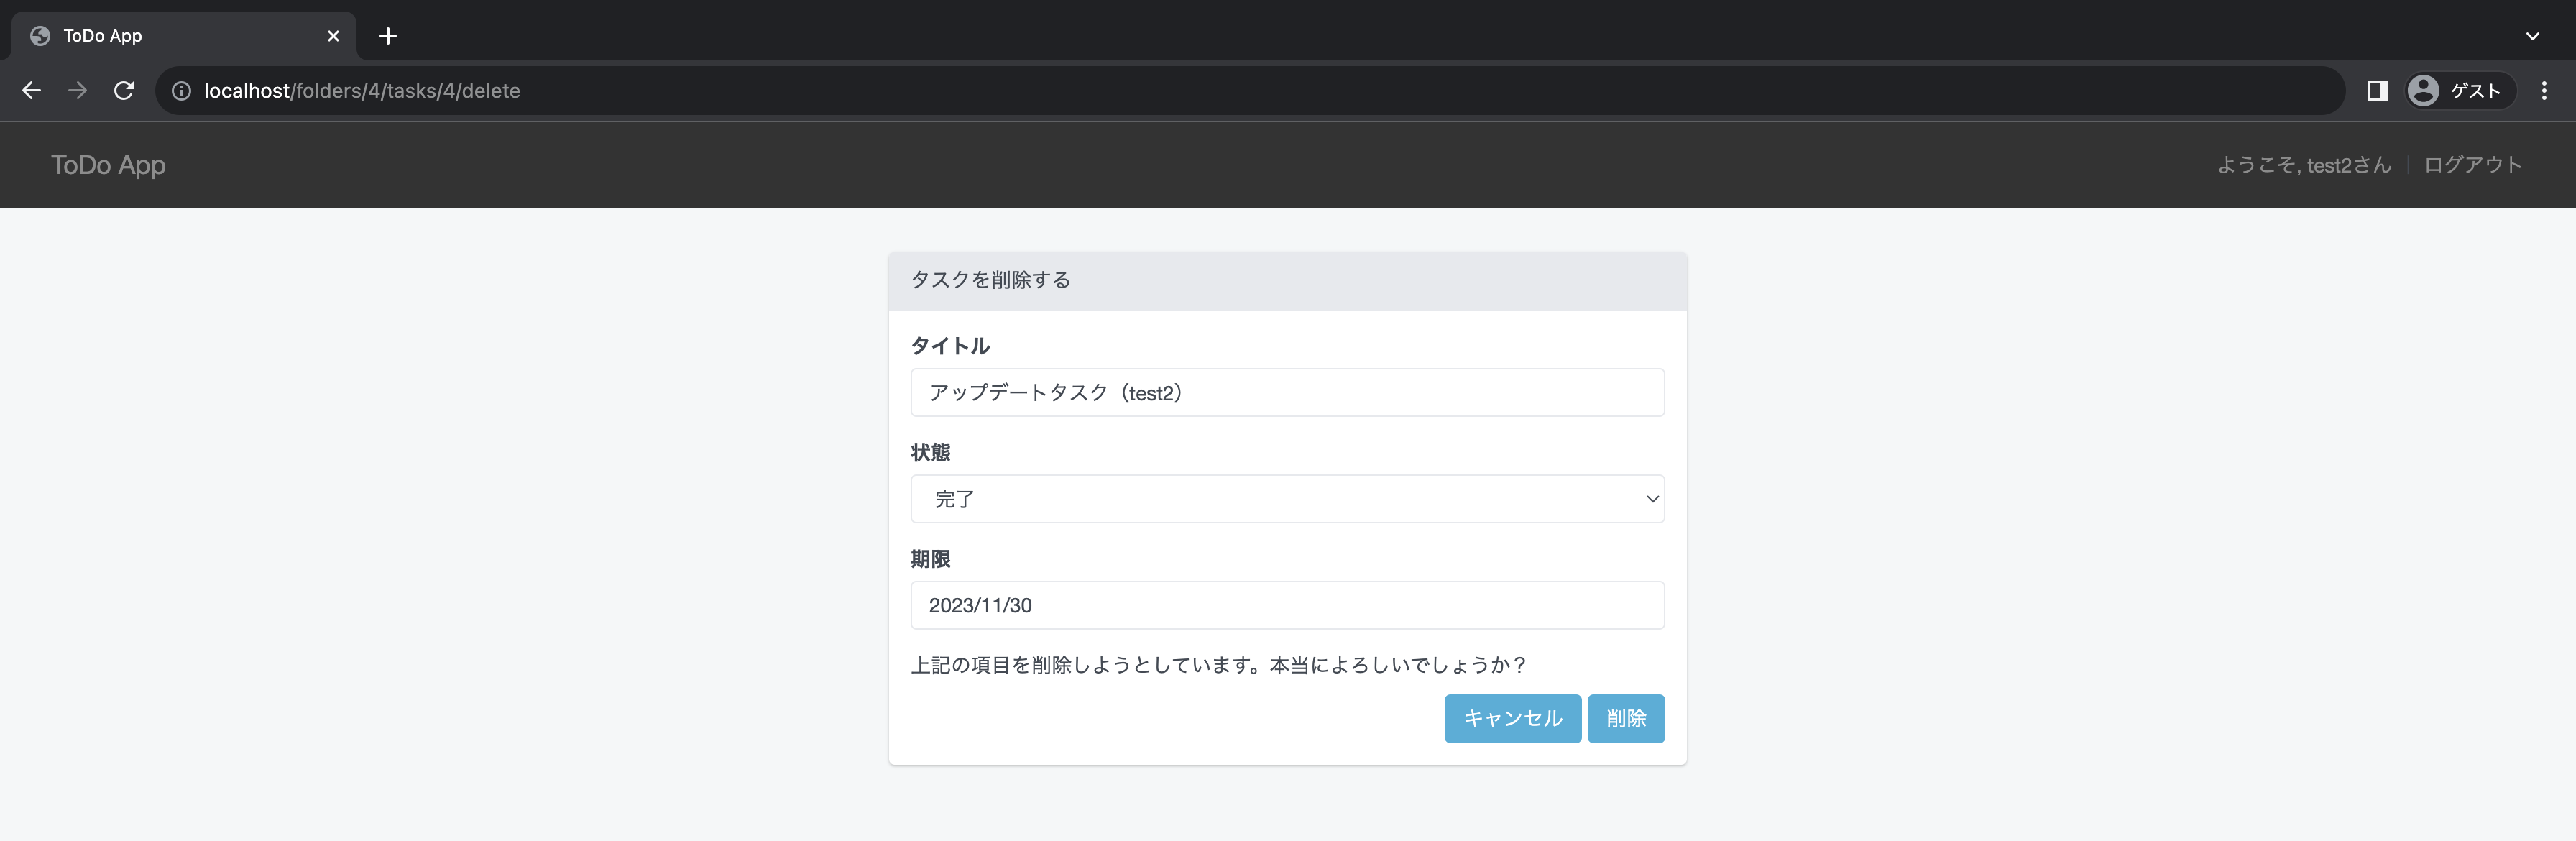 ToDo App
localhost/folders/4/tasks/4/delete
ゲスト
ToDo App
ようこそ, test2さん
ログアウト
タスクを削除する
タイトル
アップデートタスク（test2）
状態
完了
期限
2023/11/30
上記の項目を削除しようとしています。本当によろしいでしょうか？
キャンセル
削除